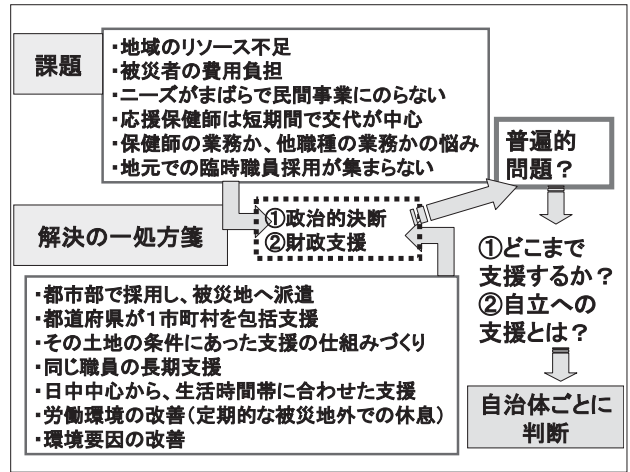 課題
・地域のリソース不足
・被災者の費用負担
・ニーズがまばらで民間事業にのらない
・応援保健師は短期間で交代が中心
・保健師の業務か、他職種の業務かの悩み
・地元での臨時職員採用が集まらない
普遍的
問題？
解決の一処方箋
①政治的決断
②財政支援
①どこまで
支援するか？
②自立への
支援とは？
・都市部で採用し、被災地へ派遣
・都道府県が１市町村を包括支援
・その土地の条件にあった支援の仕組みづくり
・同じ職員の長期支援
・日中中心から、生活時間帯に合わせた支援
・労働環境の改善（定期的な被災地外での休息）
・環境要因の改善
自治体ごとに
判断